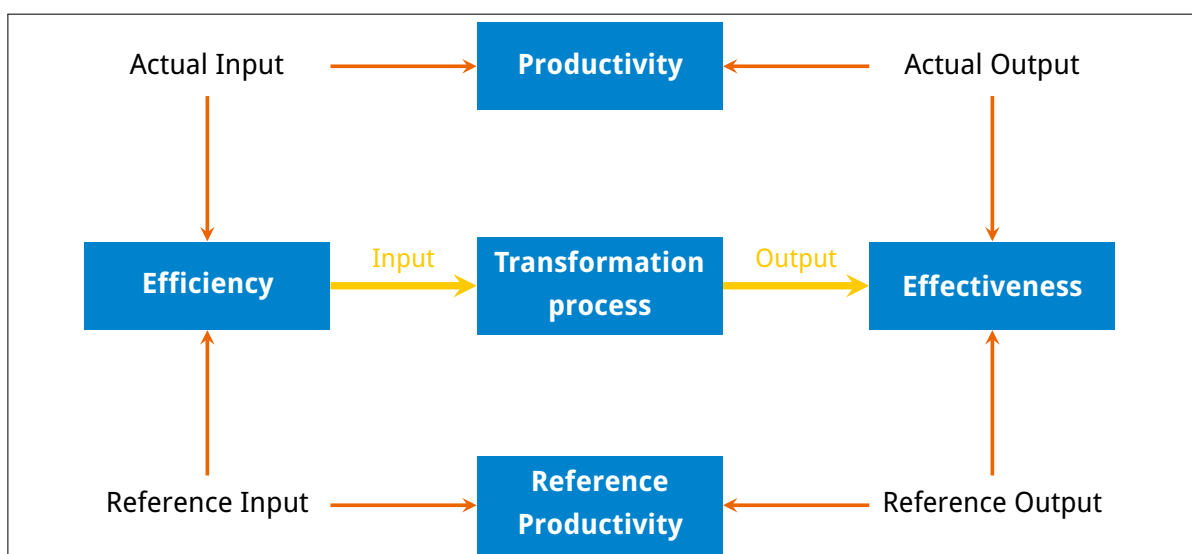 Actual Input
Productivity
Actual Output
Efficiency
Input
Transformation
process
Output
Effectiveness
Reference Input
Reference
Productivity
Reference Output